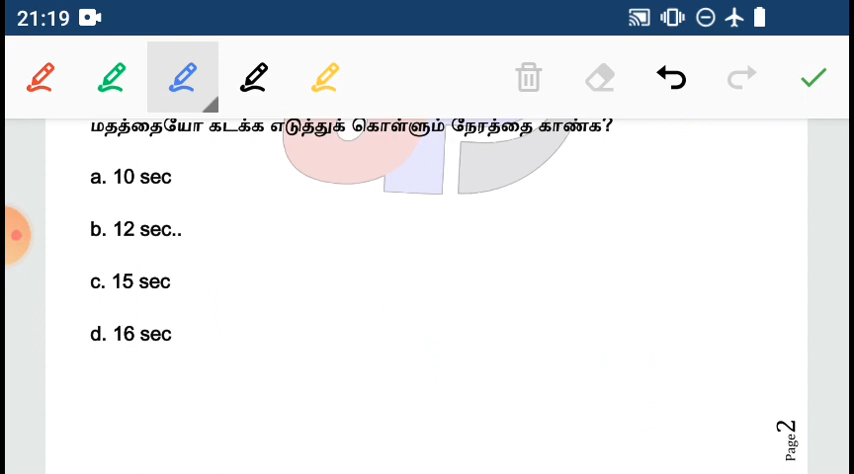 21:19
மதத்தையோ கடக்க எடுத்துக் கொள்ளும் நேரத்தை காண்க?
a. 10 sec
b. 12 sec..
c. 15 sec
d. 16 sec
Page 2